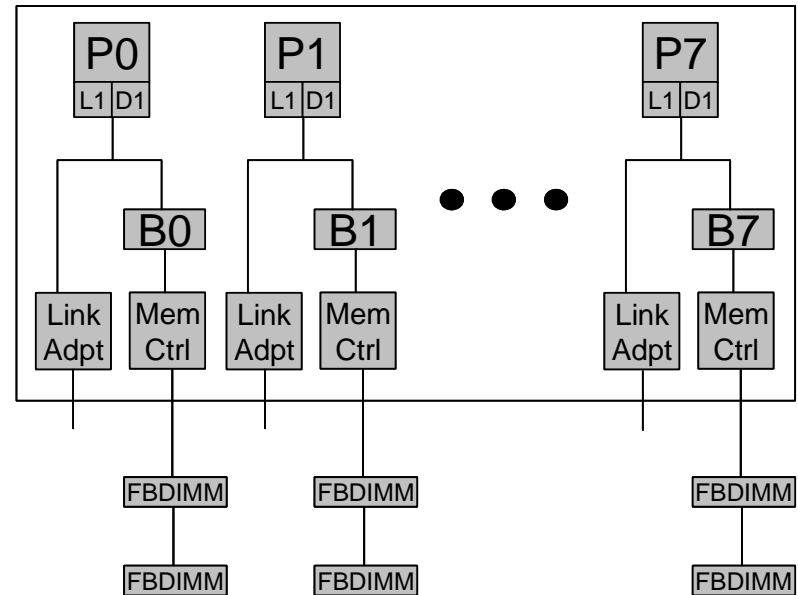 P0 P1 P7
L1 D1 L1 D1 L1 D1
B0 B1 B7
Link Mem Link Mem Link Mem
Adpt Ctrl Adpt Ctrl Adpt Ctrl
FBDIMM FBDIMM FBDIMM
FBDIMM FBDIMM FBDIMM